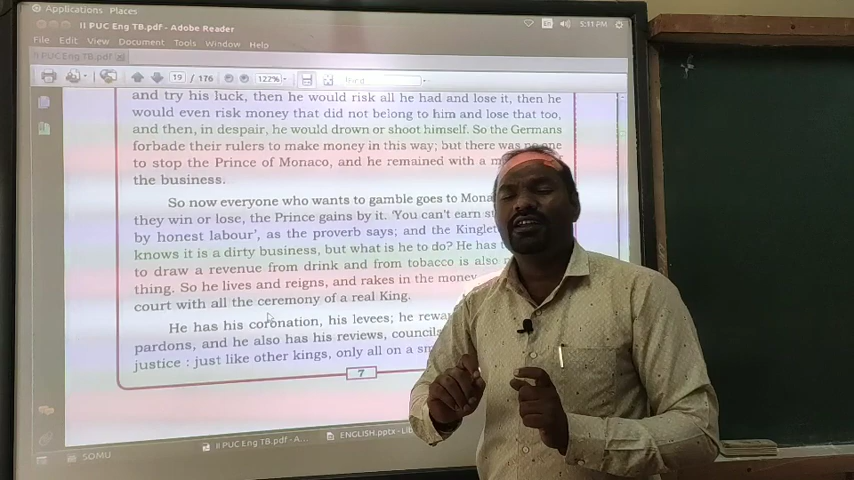 Applications Places
5:11 PM
II PUC Eng TB.pdf - Adobe Reader
File Edit View Document Tools Window Help
II PUC Eng TB.pdf
19 / 176 122%
and try his luck, then he would risk all he had and lose it, then he
would even risk money that did not belong to him and lose that too,
and then, in despair, he would drown or shoot himself. So the Germans
forbade their rulers to make money in this way; but there was no one
to stop the Prince of Monaco, and he remained with a
the business.
So now everyone who wants to gamble goes to
they win or lose, the Prince gains by it. 'You can't earn
by honest labour', as the proverb says; and the Kinglet
knows it is a dirty business, but what is he to do? He has
to draw a revenue from drink and from tobacco is also
thing. So he lives and reigns, and rakes in the money
court with all the ceremony of a real King.
He has his coronation, his levees; he
pardons, and he also has his reviews,
justice : just like other kings, only all on a
7
II PUC Eng TB.pdf - A...
ENGLISH.pptx -
SOMU